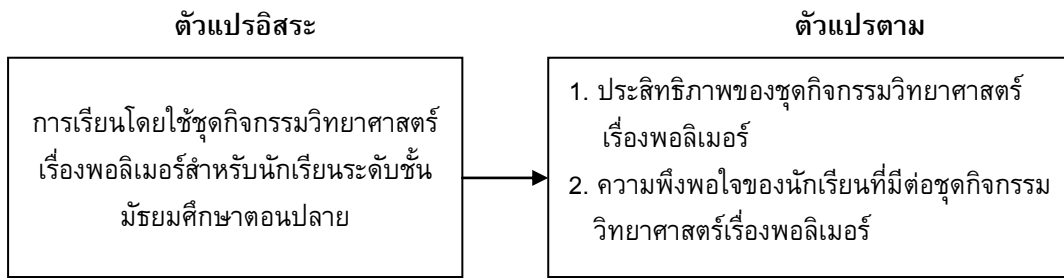 ตัวแปรอิสระ
การเรียนโดยใช้ชุดกิจกรรมวิทยาศาสตร์
เรื่องพอลิเมอร์สำหรับนักเรียนระดับชั้น
มัธยมศึกษาตอนปลาย
ตัวแปรตาม
1. ประสิทธิภาพของชุดกิจกรรมวิทยาศาสตร์
เรื่องพอลิเมอร์
2. ความพึงพอใจของนักเรียนที่มีต่อชุดกิจกรรม
วิทยาศาสตร์เรื่องพอลิเมอร์